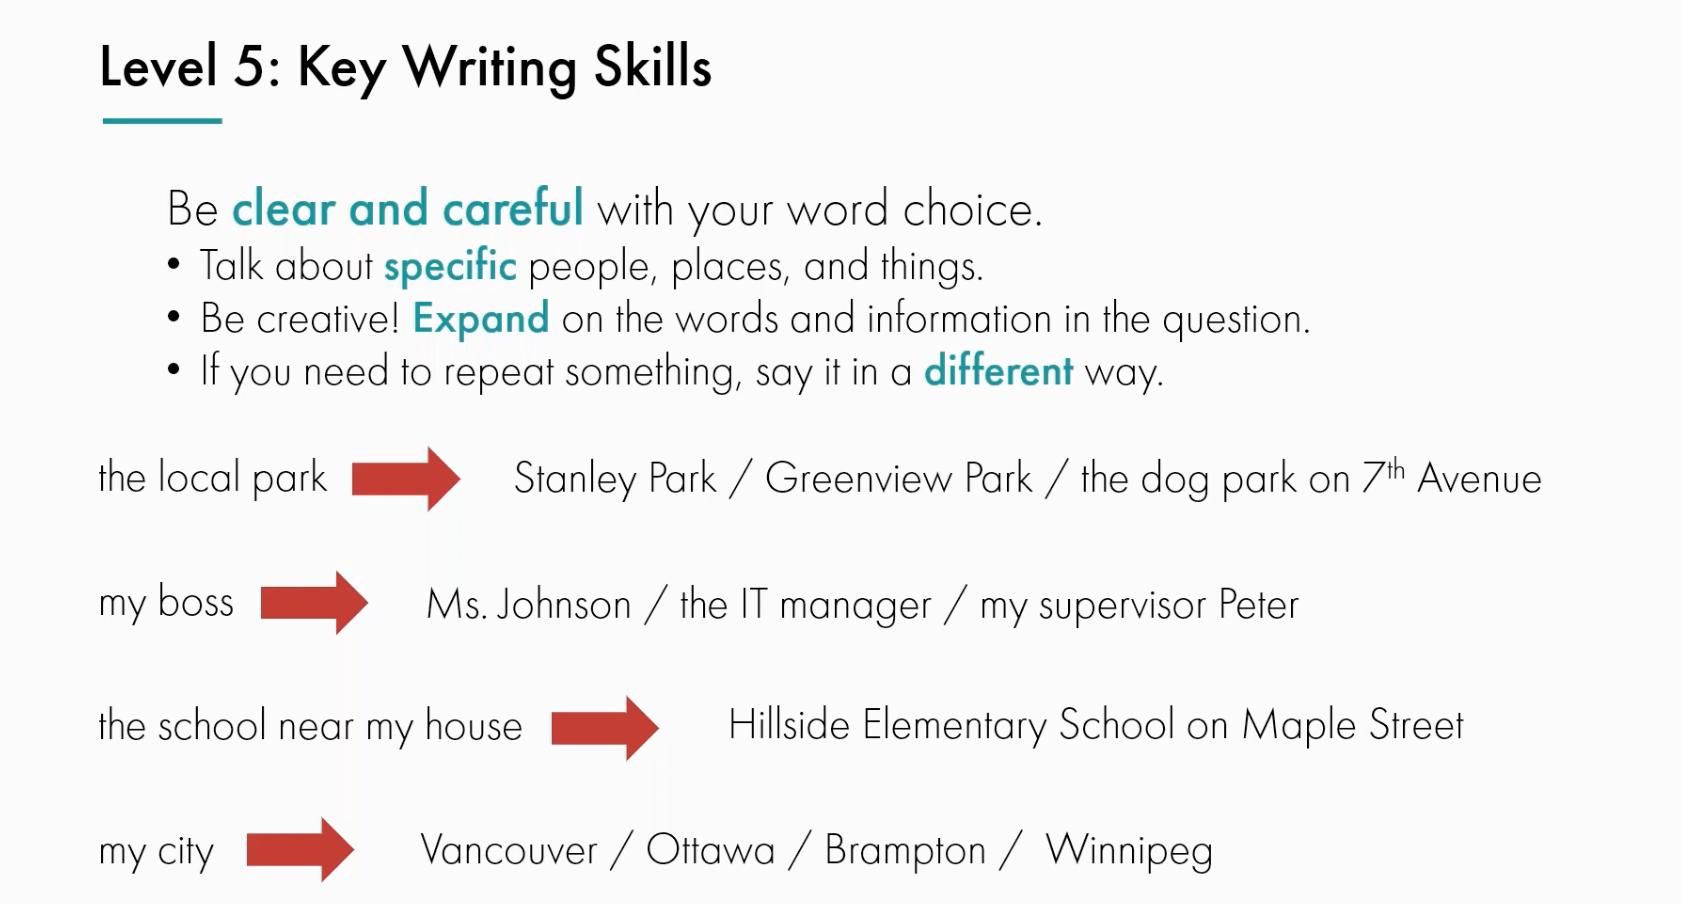 Level 5: Key Writing Skills
Be clear and careful with your word choice.
• Talk about specific people, places, and things.
• Be creative! Expand on the words and information in the question.
• If you need to repeat something, say it in a different way.
the local park Stanley Park / Greenview Park / the dog park on 7th Avenue
my boss Ms. Johnson / the IT manager / my supervisor Peter
the school near my house Hillside Elementary School on Maple Street
my city Vancouver / Ottawa / Brampton / Winnipeg